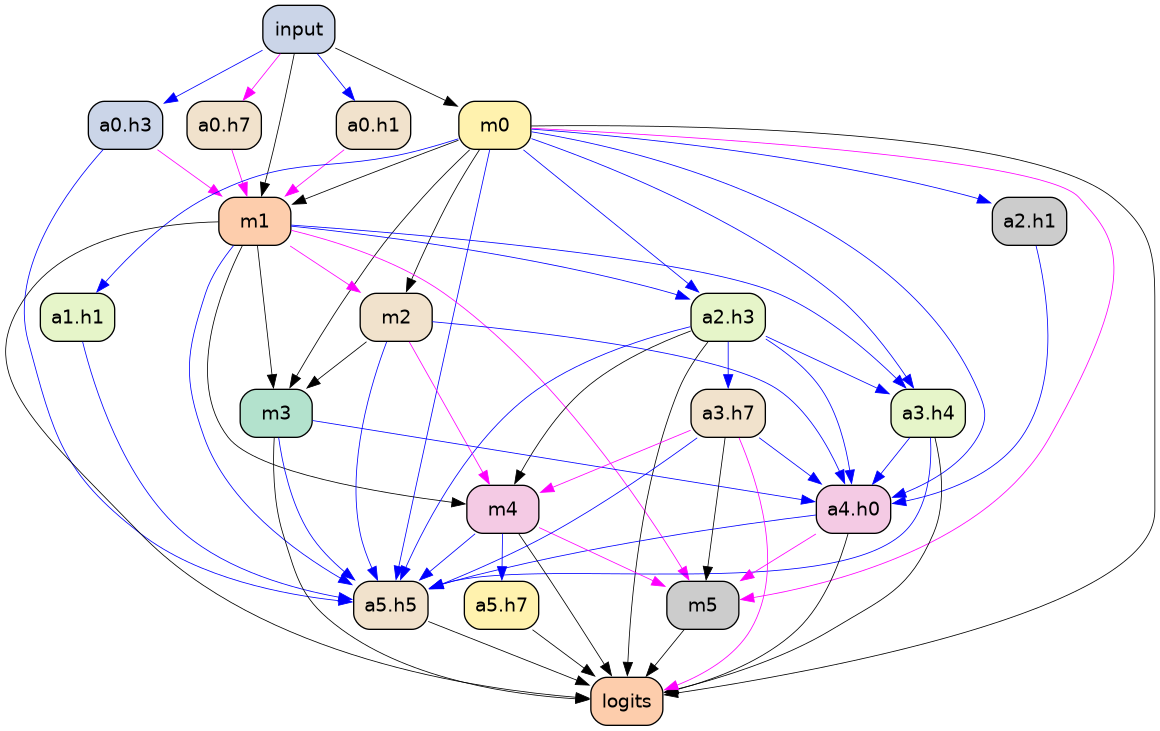 input
a0.h3
a0.h7
a0.h1
m0
m1
a2.h1
a1.h1
m2
a2.h3
m3
a3.h7
a3.h4
m4
a4.h0
a5.h5
a5.h7
m5
logits